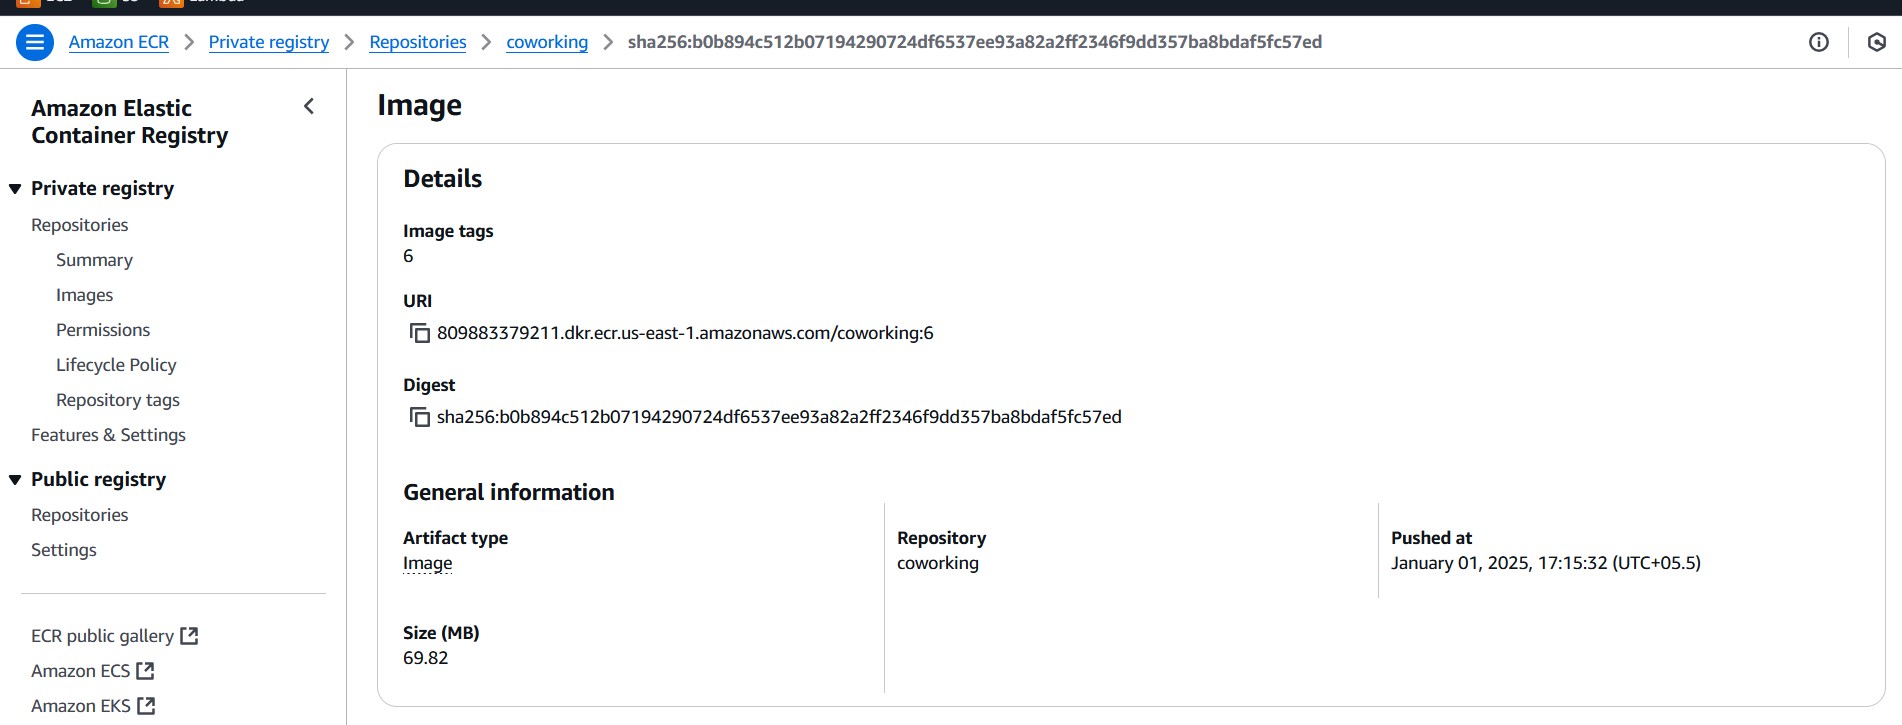 Amazon ECR > Private registry > Repositories > coworking > sha256:b0b894c512b07194290724df6537ee93a82a2ff2346f9dd357ba8bdaf5fc57ed
Amazon Elastic
Container Registry
Private registry
Repositories
Summary
Images
Permissions
Lifecycle Policy
Repository tags
Features & Settings
Public registry
Repositories
Settings
ECR public gallery
Amazon ECS
Amazon EKS
Image
Details
Image tags
6
URI
809883379211.dkr.ecr.us-east-1.amazonaws.com/coworking:6
Digest
sha256:b0b894c512b07194290724df6537ee93a82a2ff2346f9dd357ba8bdaf5fc57ed
General information
Artifact type
Image
Repository
coworking
Pushed at
January 01, 2025, 17:15:32 (UTC+05.5)
Size (MB)
69.82